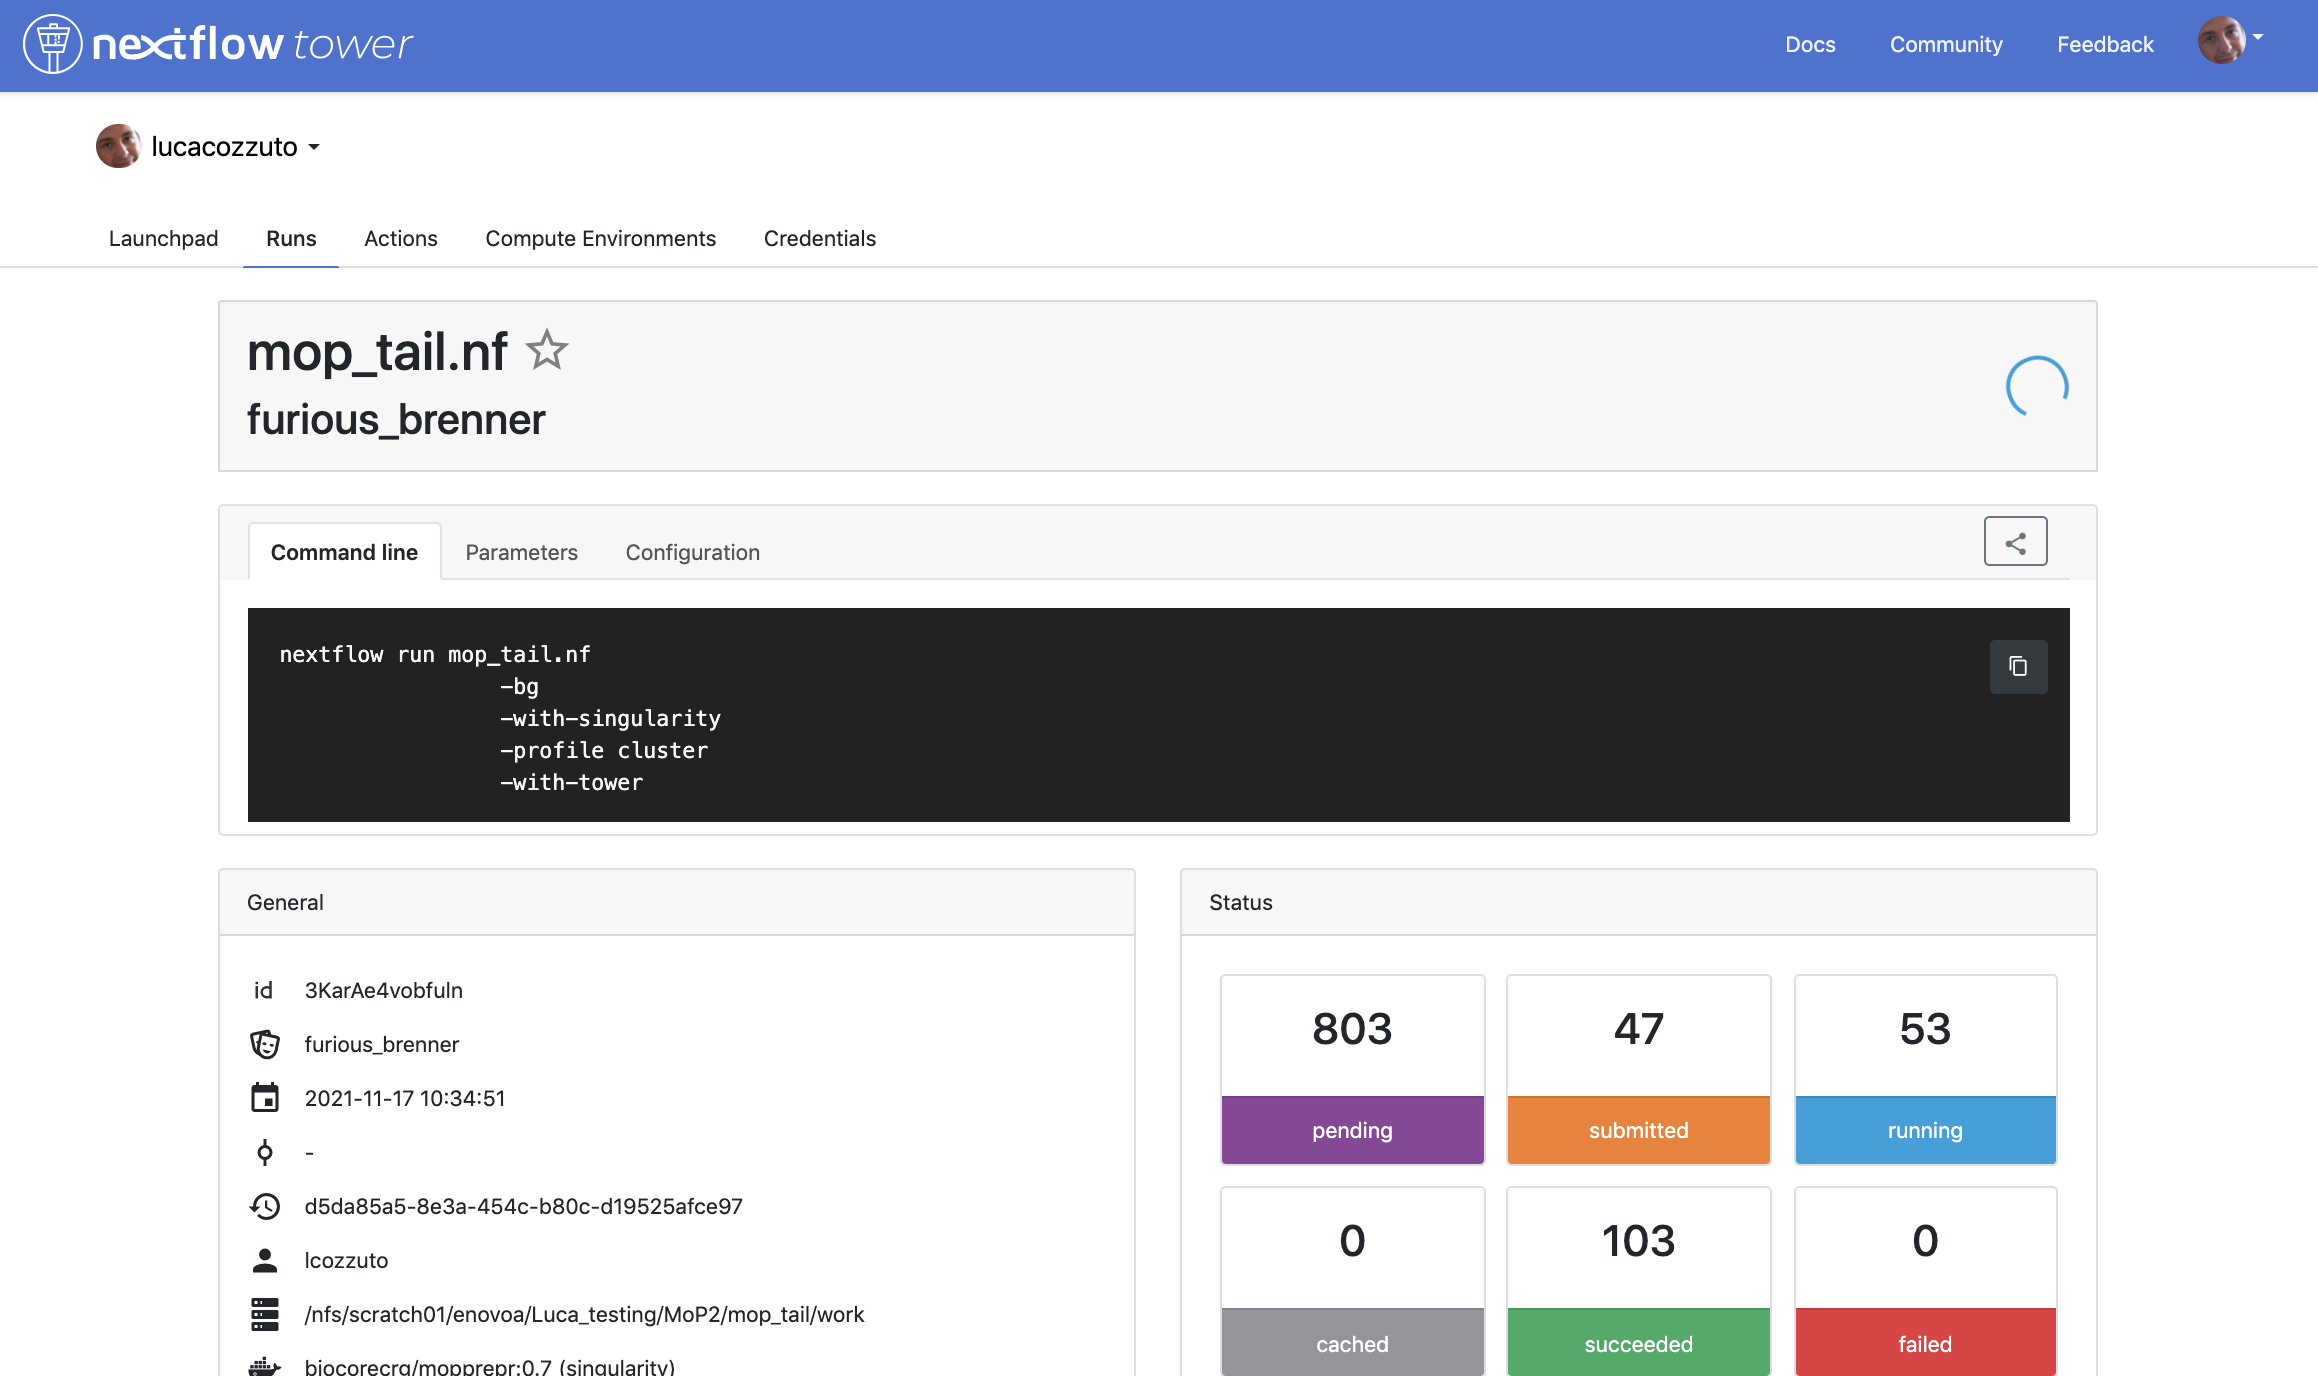 nextflow tower
Docs Community Feedback
lucacozzuto
Launchpad Runs Actions Compute Environments Credentials
mop_tail.nf
furious_brenner
Command line Parameters Configuration
nextflow run mop_tail.nf
-bg
-with-singularity
-profile cluster
-with-tower
General
id 3KarAe4vobfuln
furious_brenner
2021-11-17 10:34:51
-
d5da85a5-8e3a-454c-b80c-d19525afce97
lcozzuto
/nfs/scratch01/enovoa/Luca_testing/MoP2/mop_tail/work
biocorecrg/mopprepr:0.7 (singularity)
Status
803 47 53
pending submitted running
0 103 0
cached succeeded failed